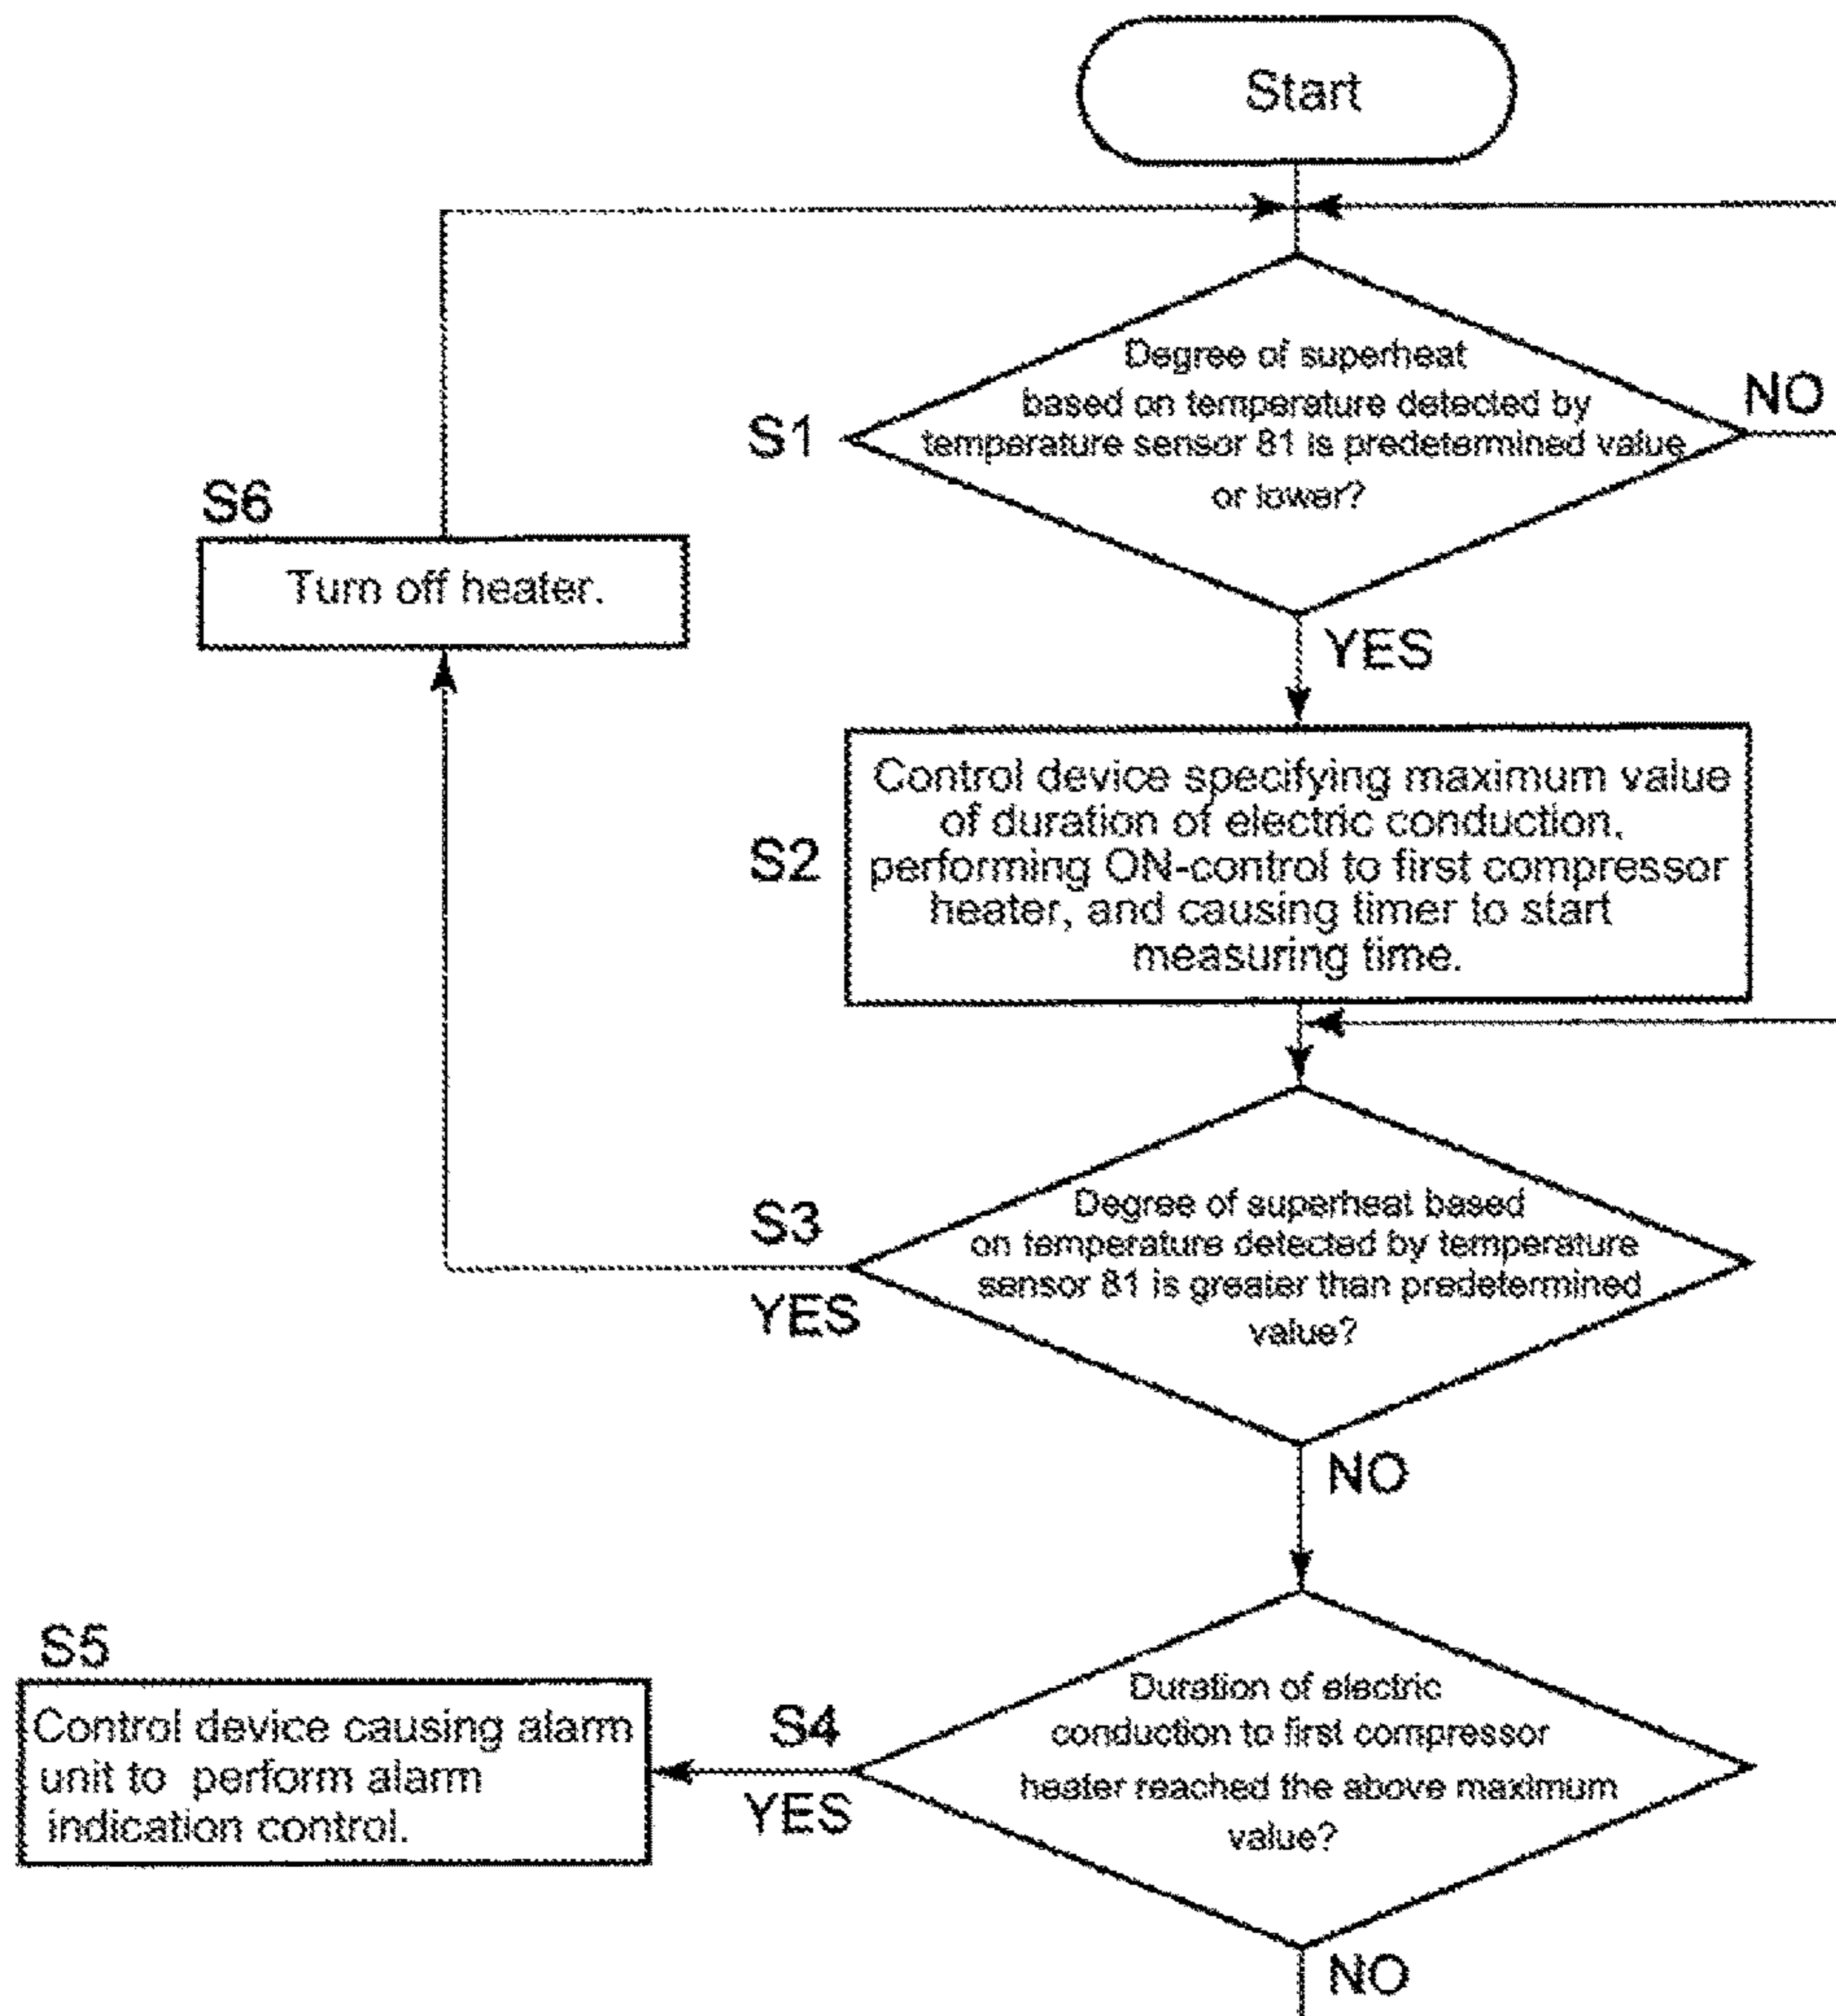 Start
Degree of superheat
based on temperature detected by
temperature sensor 81 is predetermined value
or lower?
S1
NO
S6
Turn off heater.
YES
Control device specifying maximum value
of duration of electric conduction,
performing ON-control to first compressor
heater, and causing timer to start
measuring time.
S2
Degree of superheat based
on temperature detected by temperature
sensor 81 is greater than predetermined
value?
S3
YES
NO
S5
Control device causing alarm
unit to perform alarm
indication control.
S4
YES
Duration of electric
conduction to first compressor
heater reached the above maximum
value?
NO